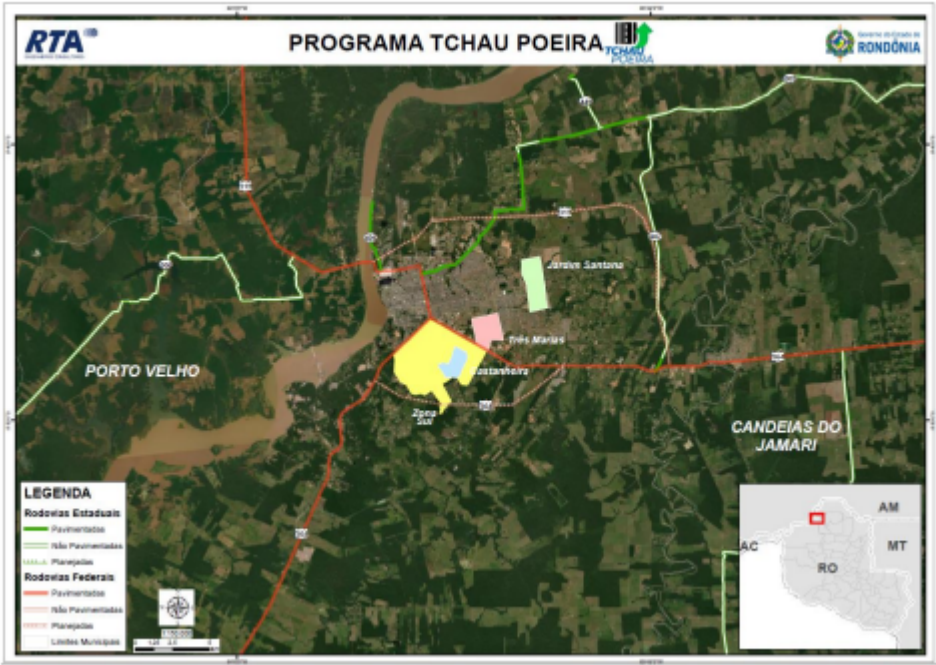 RTA
PROGRAMA TCHAU POEIRA
TCHAU
POEIRA
Governo do Estado de
RONDÔNIA
Jardim Santana
Três Marias
Castanheira
Zona
Sul
PORTO VELHO
CANDEIAS DO
JAMARI
LEGENDA
Rodovias Estaduais
Pavimentadas
Não Pavimentadas
Planejadas
Rodovias Federais
Pavimentadas
Não Pavimentadas
Planejadas
Limites Municipais
AM
AC
MT
RO